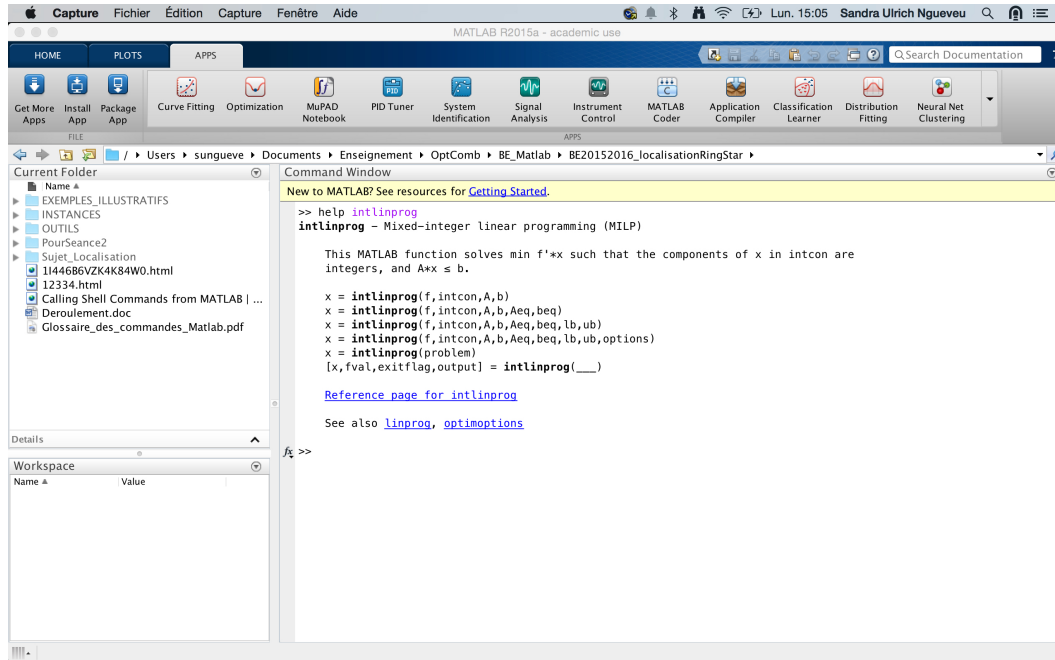 Capture Fichier Édition Capture Fenêtre Aide Lun. 15:05 Sandra Ulrich Ngueveu
MATLAB R2015a - academic use
HOME PLOTS APPS Search Documentation
Get More Apps Install App Package App Curve Fitting Optimization MuPAD Notebook PID Tuner System Identification Signal Analysis Instrument Control MATLAB Coder Application Compiler Classification Learner Distribution Fitting Neural Net Clustering
FILE APPS
/ ▸ Users ▸ sungueve ▸ Documents ▸ Enseignement ▸ OptComb ▸ BE_Matlab ▸ BE20152016_localisationRingStar ▸
Current Folder
Name
EXEMPLES_ILLUSTRATIFS
INSTANCES
OUTILS
PourSeance2
Sujet_Localisation
1I446B6VZK4K84W0.html
12334.html
Calling Shell Commands from MATLAB | ...
Deroulement.doc
Glossaire_des_commandes_Matlab.pdf
Details
Workspace
Name Value
Command Window
New to MATLAB? See resources for Getting Started.
>> help intlinprog
intlinprog – Mixed-integer linear programming (MILP)
This MATLAB function solves min f'*x such that the components of x in intcon are
integers, and A*x ≤ b.
x = intlinprog(f,intcon,A,b)
x = intlinprog(f,intcon,A,b,Aeq,beq)
x = intlinprog(f,intcon,A,b,Aeq,beq,lb,ub)
x = intlinprog(f,intcon,A,b,Aeq,beq,lb,ub,options)
x = intlinprog(problem)
[x,fval,exitflag,output] = intlinprog(___)
Reference page for intlinprog
See also linprog, optimoptions
fx >>